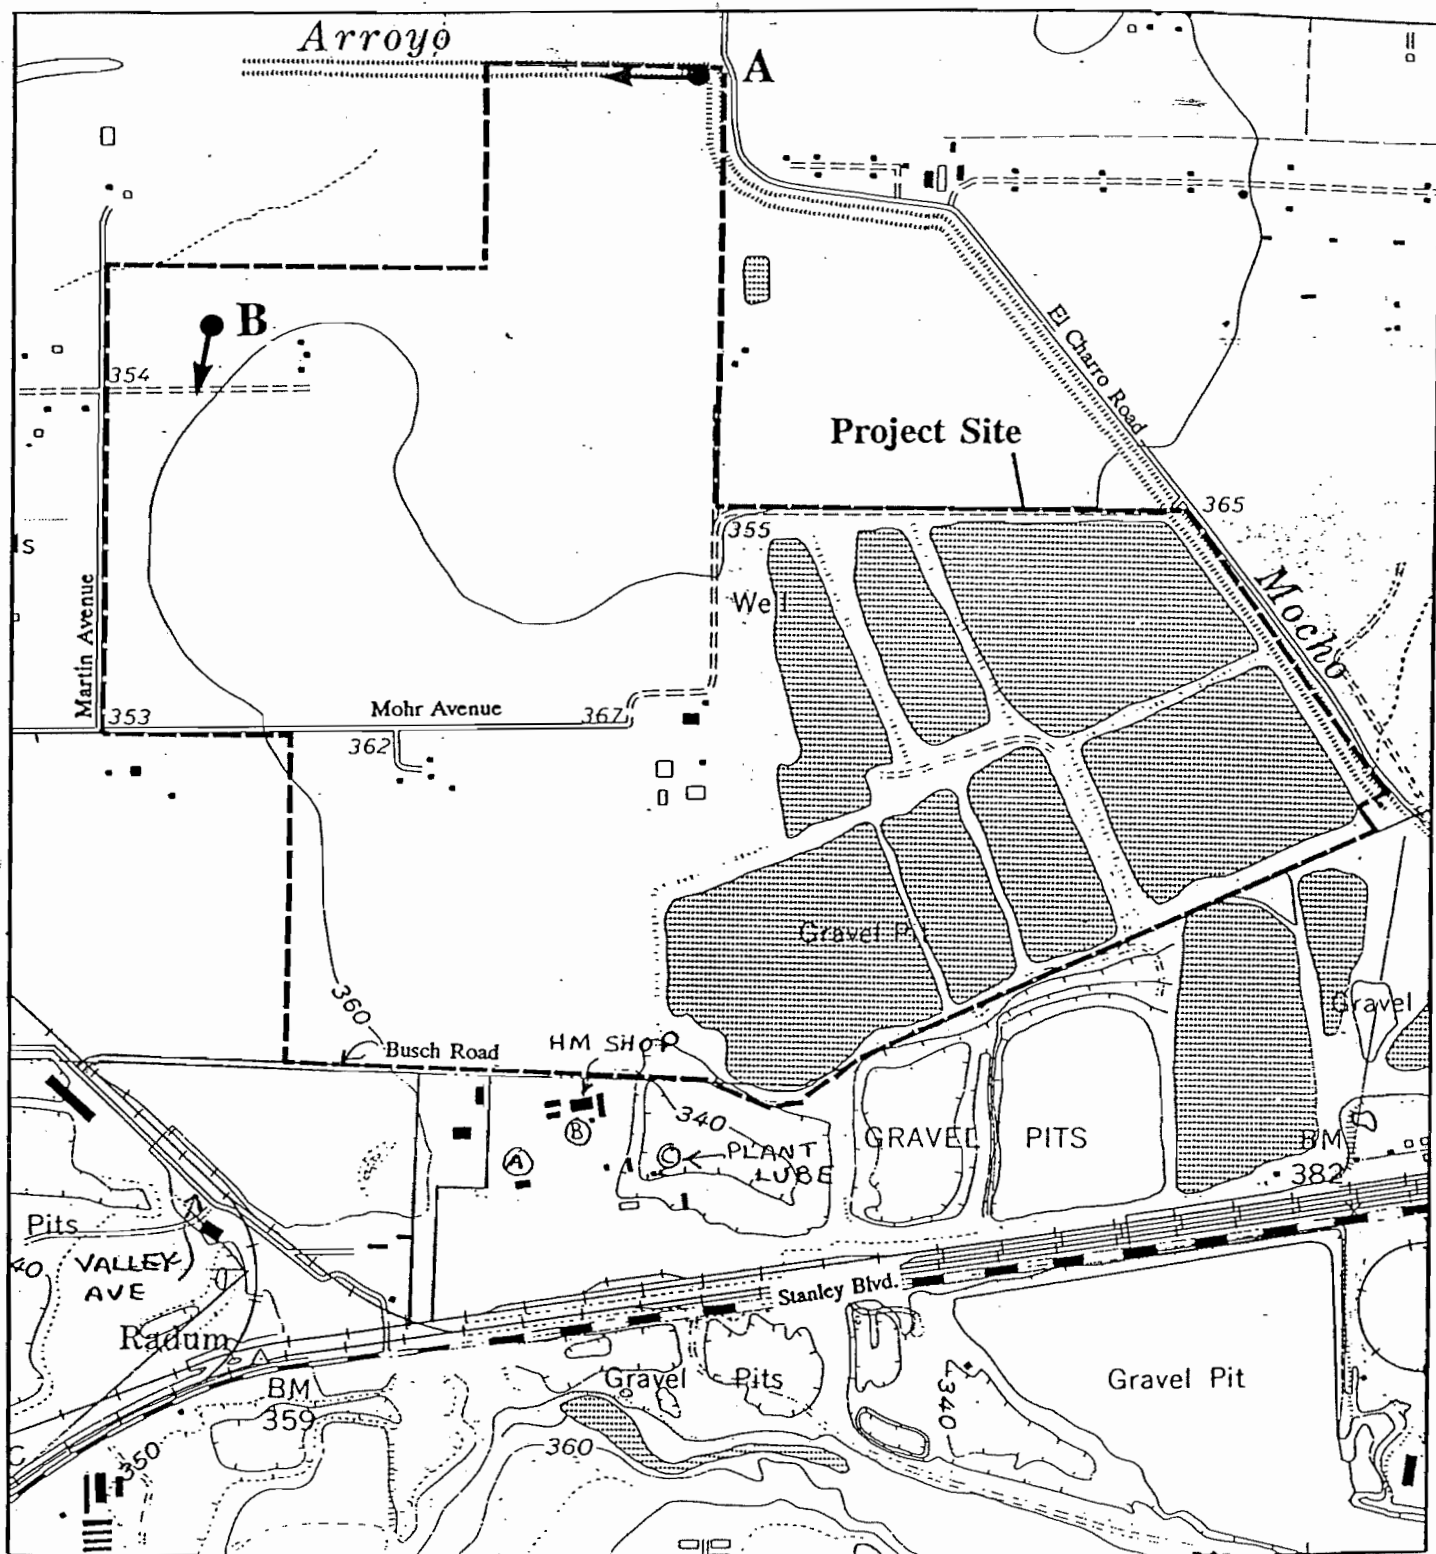 Arroyo
A
B
354
El Charro Road
Project Site
365
355
S
Mocho
Martin Avenue
353
Mohr Avenue
367
362
Gravel Pit
360
Busch Road
HM SHOP
Gravel
340
B
GRAVEL PITS
BM
382
A
PLANT
LUBE
Pits
VALLEY
AVE
40
Stanley Blvd.
Radum
BM
359
Gravel Pits
Gravel Pit
340
360
350
C